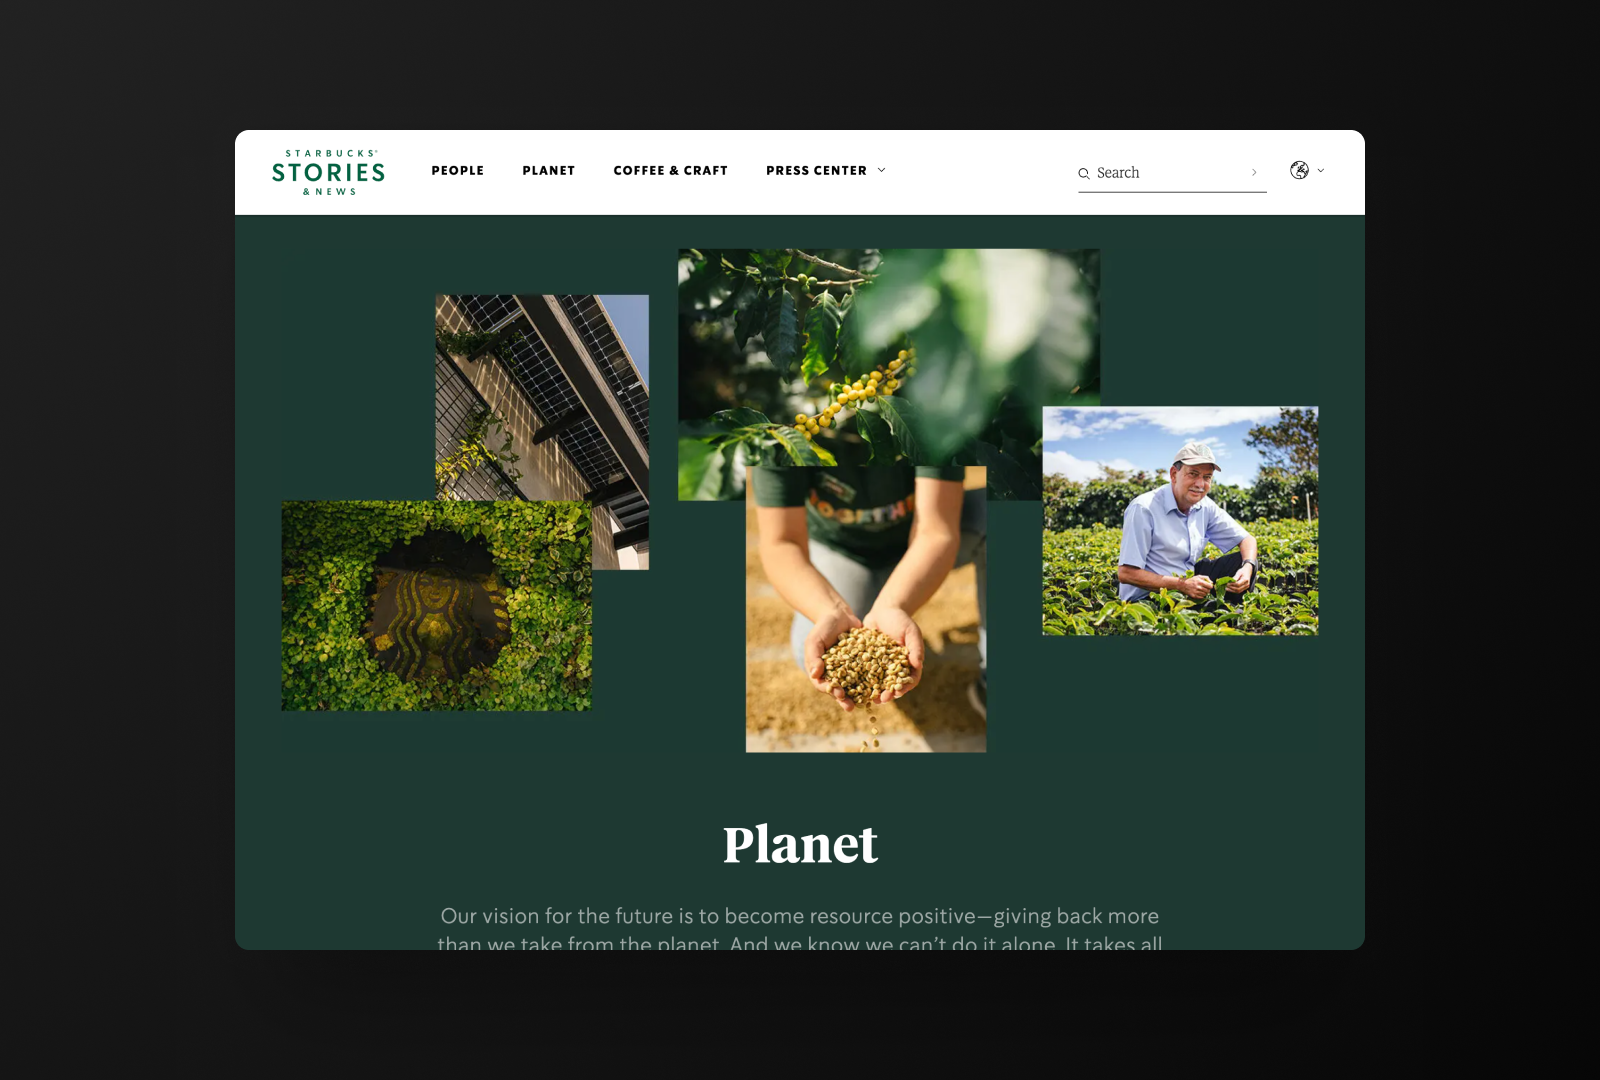 STARBUCKS®
STORIES
& NEWS
PEOPLE
PLANET
COFFEE & CRAFT
PRESS CENTER
Search
Planet
Our vision for the future is to become resource positive—giving back more
than we take from the planet. And we know we can’t do it alone. It takes all